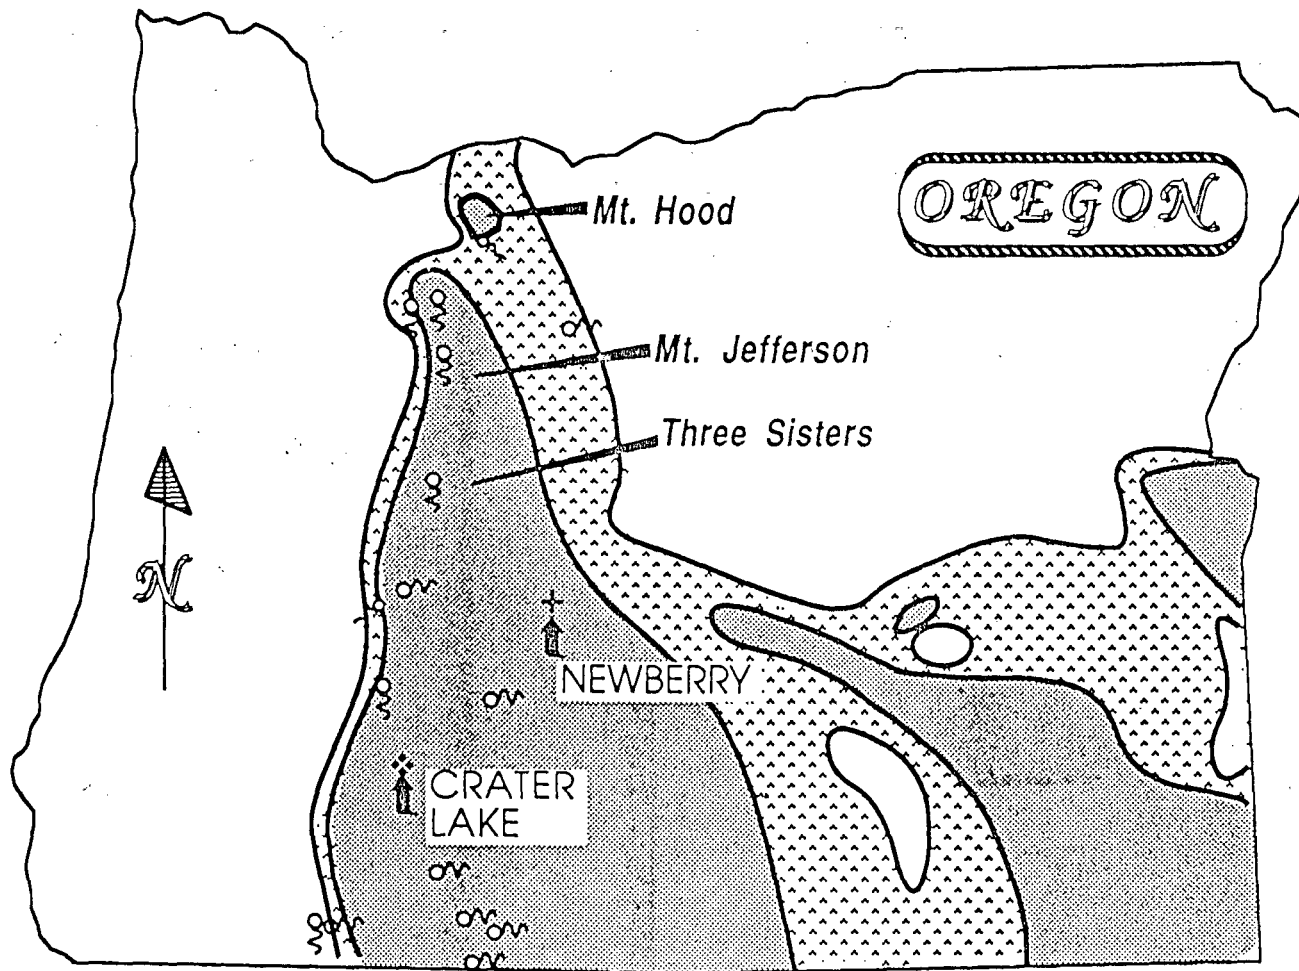 OREGON
Mt. Hood
Mt. Jefferson
Three Sisters
N
NEWBERRY
CRATER
LAKE